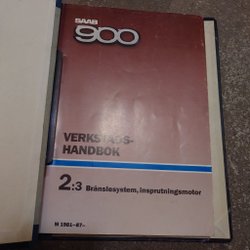 SAAB
900
VERKSTADS-
HANDBOK
2:3 Bränslesystem, insprutningsmotor
M 1981-87-